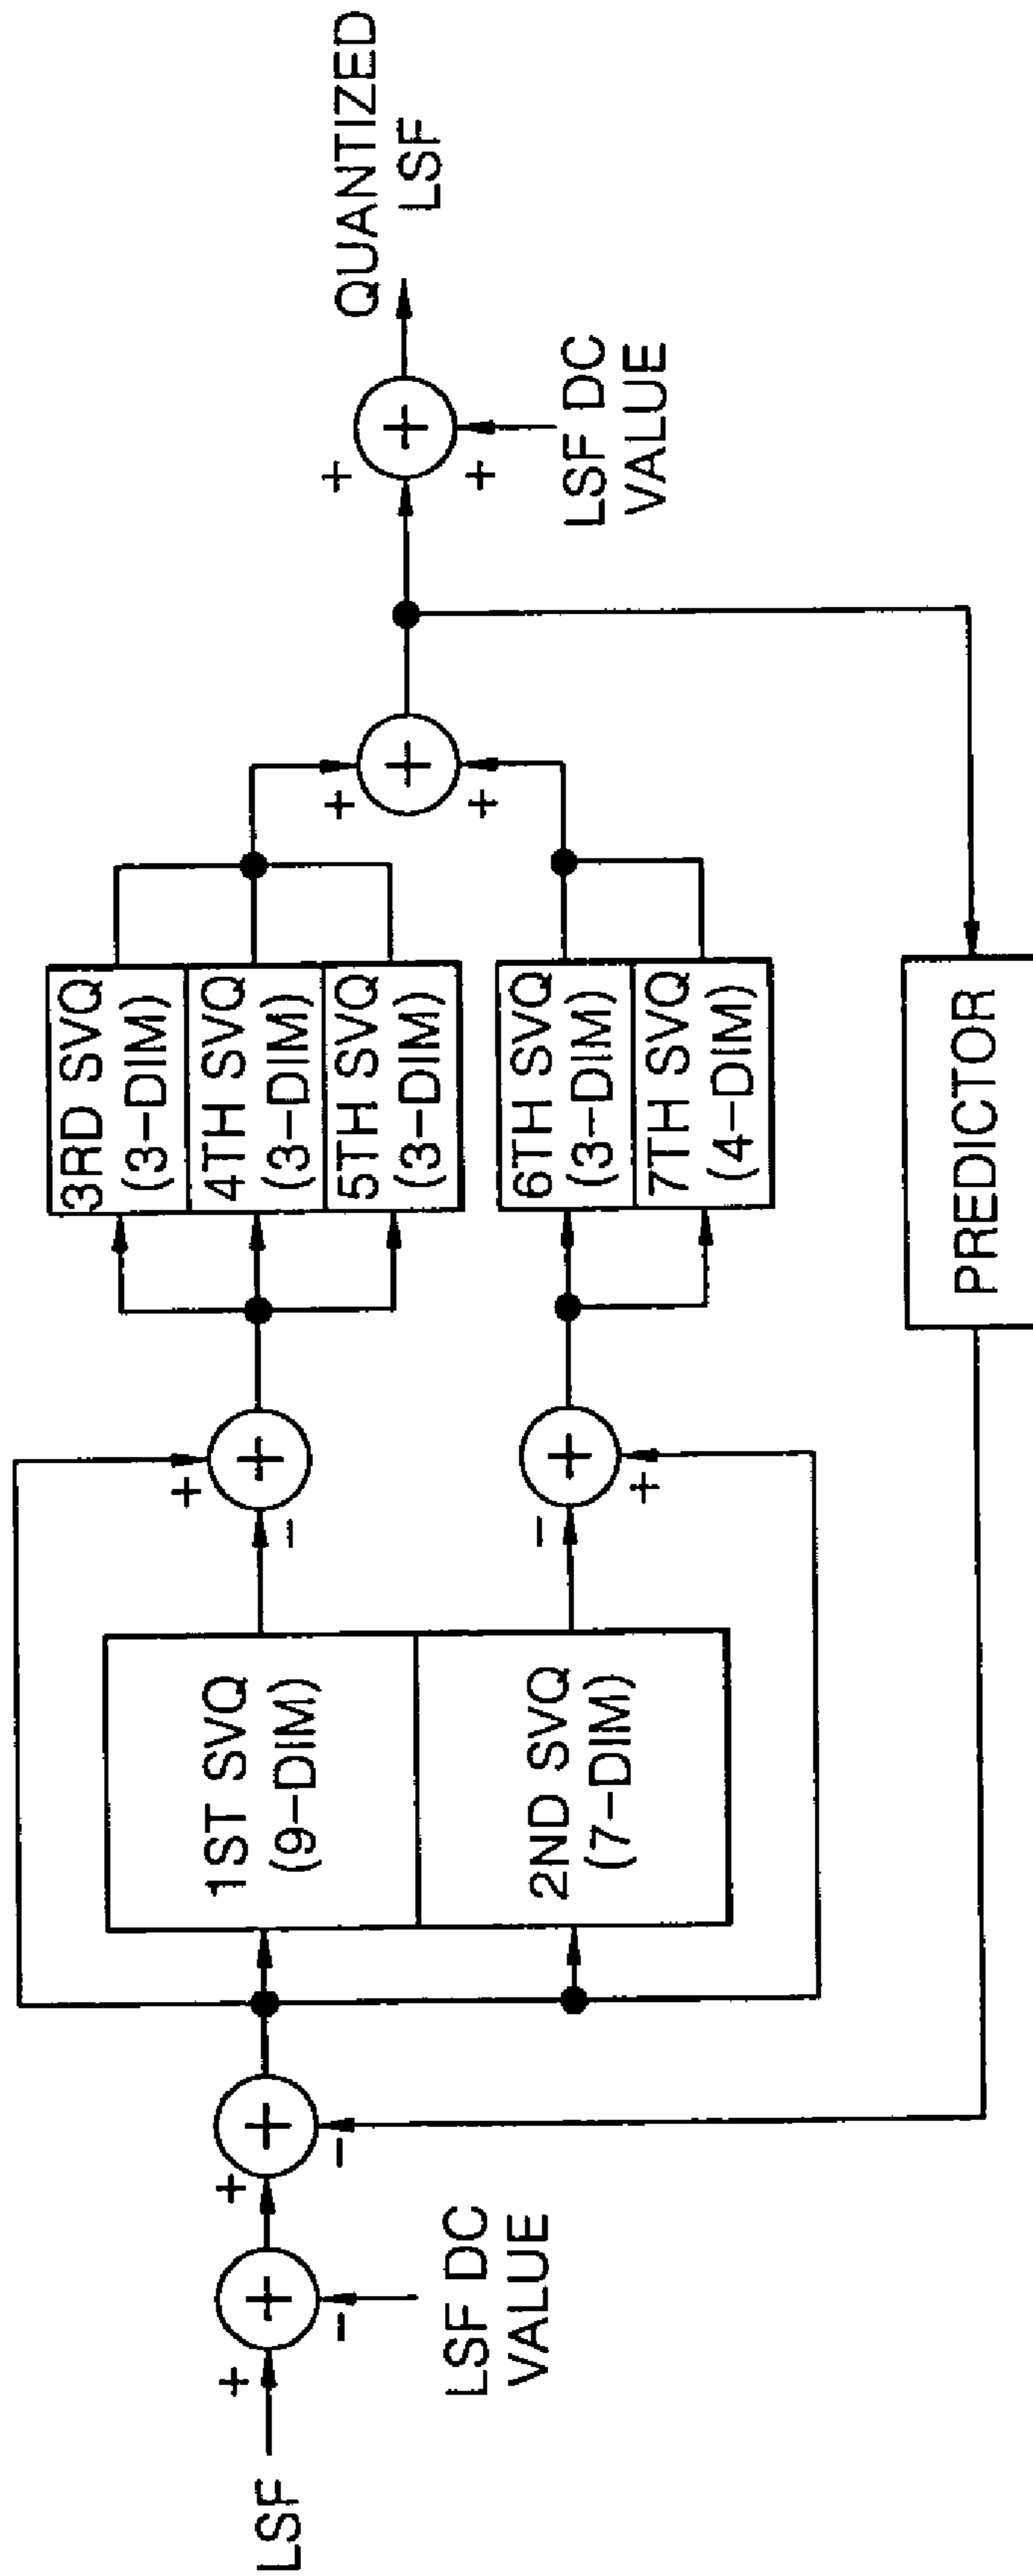 LSF
+
−
LSF DC
VALUE
+
−
1ST SVQ
(9-DIM)
2ND SVQ
(7-DIM)
+
−
−
+
3RD SVQ
(3-DIM)
4TH SVQ
(3-DIM)
5TH SVQ
(3-DIM)
6TH SVQ
(3-DIM)
7TH SVQ
(4-DIM)
PREDICTOR
+
+
+
+
LSF DC
VALUE
QUANTIZED
LSF